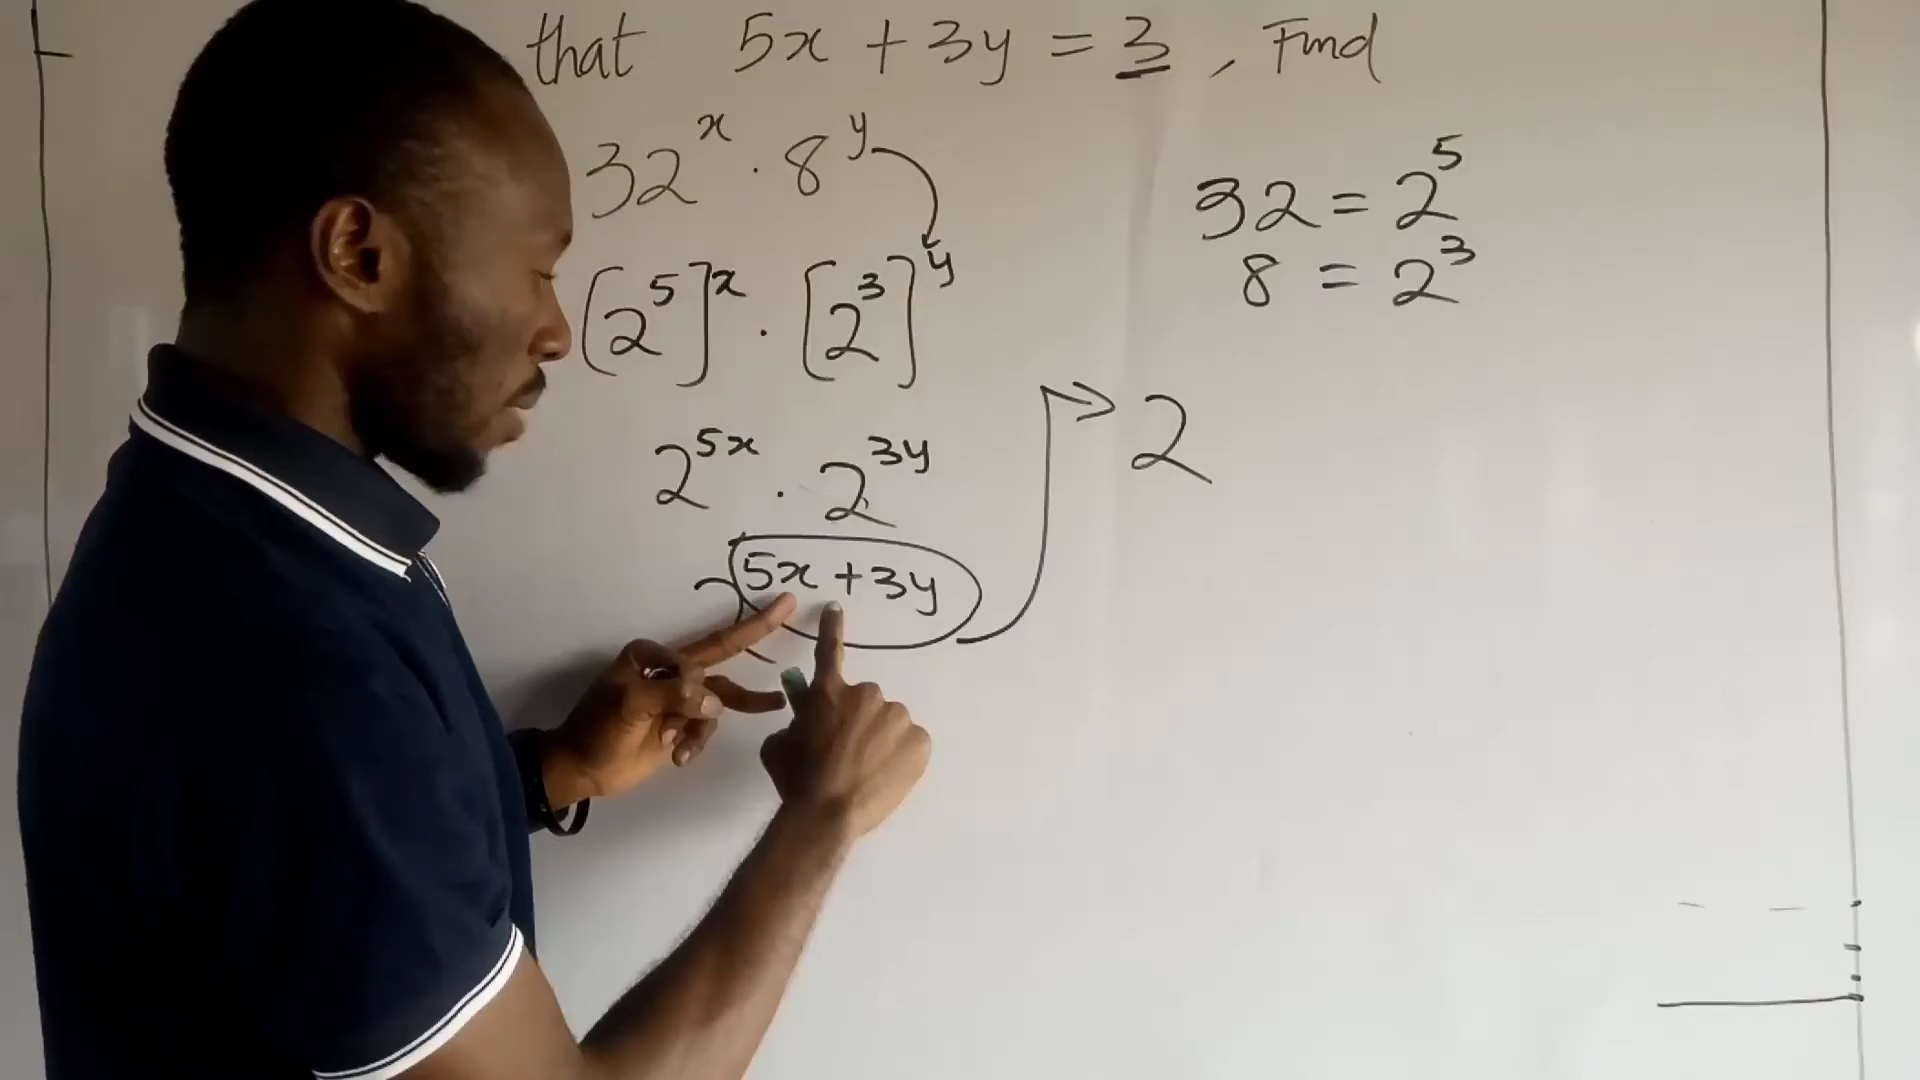 that 5x + 3y = 3, Find
32^x · 8^y
[2^5]^x · [2^3]^y
2^5x · 2^3y
2^5x+3y
32 = 2^5
8 = 2^3
2